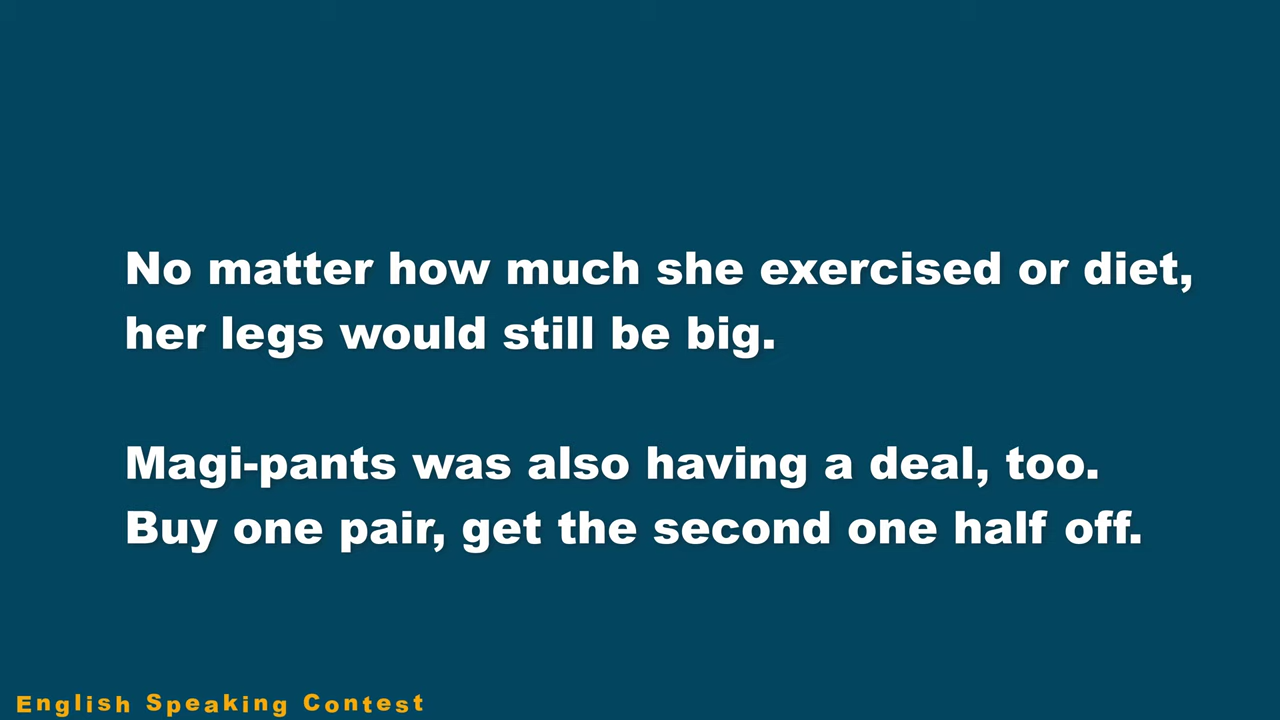 No matter how much she exercised or diet,
her legs would still be big.
Magi-pants was also having a deal, too.
Buy one pair, get the second one half off.
English Speaking Contest